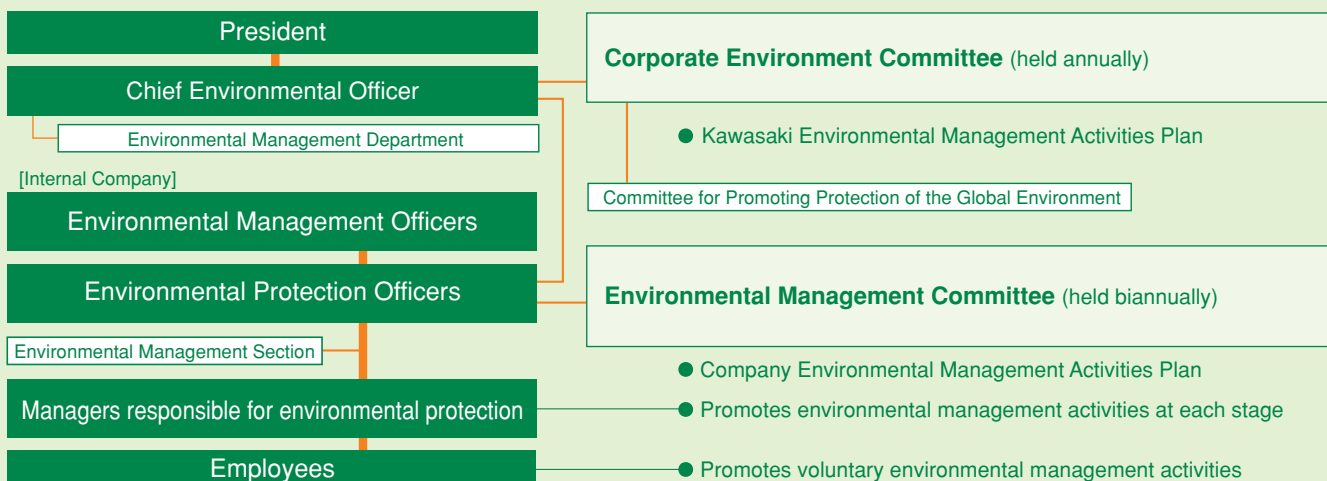 President
Chief Environmental Officer
Environmental Management Department
[Internal Company]
Environmental Management Officers
Environmental Protection Officers
Environmental Management Section
Managers responsible for environmental protection
Employees
Corporate Environment Committee (held annually)
● Kawasaki Environmental Management Activities Plan
Committee for Promoting Protection of the Global Environment
Environmental Management Committee (held biannually)
● Company Environmental Management Activities Plan
● Promotes environmental management activities at each stage
● Promotes voluntary environmental management activities